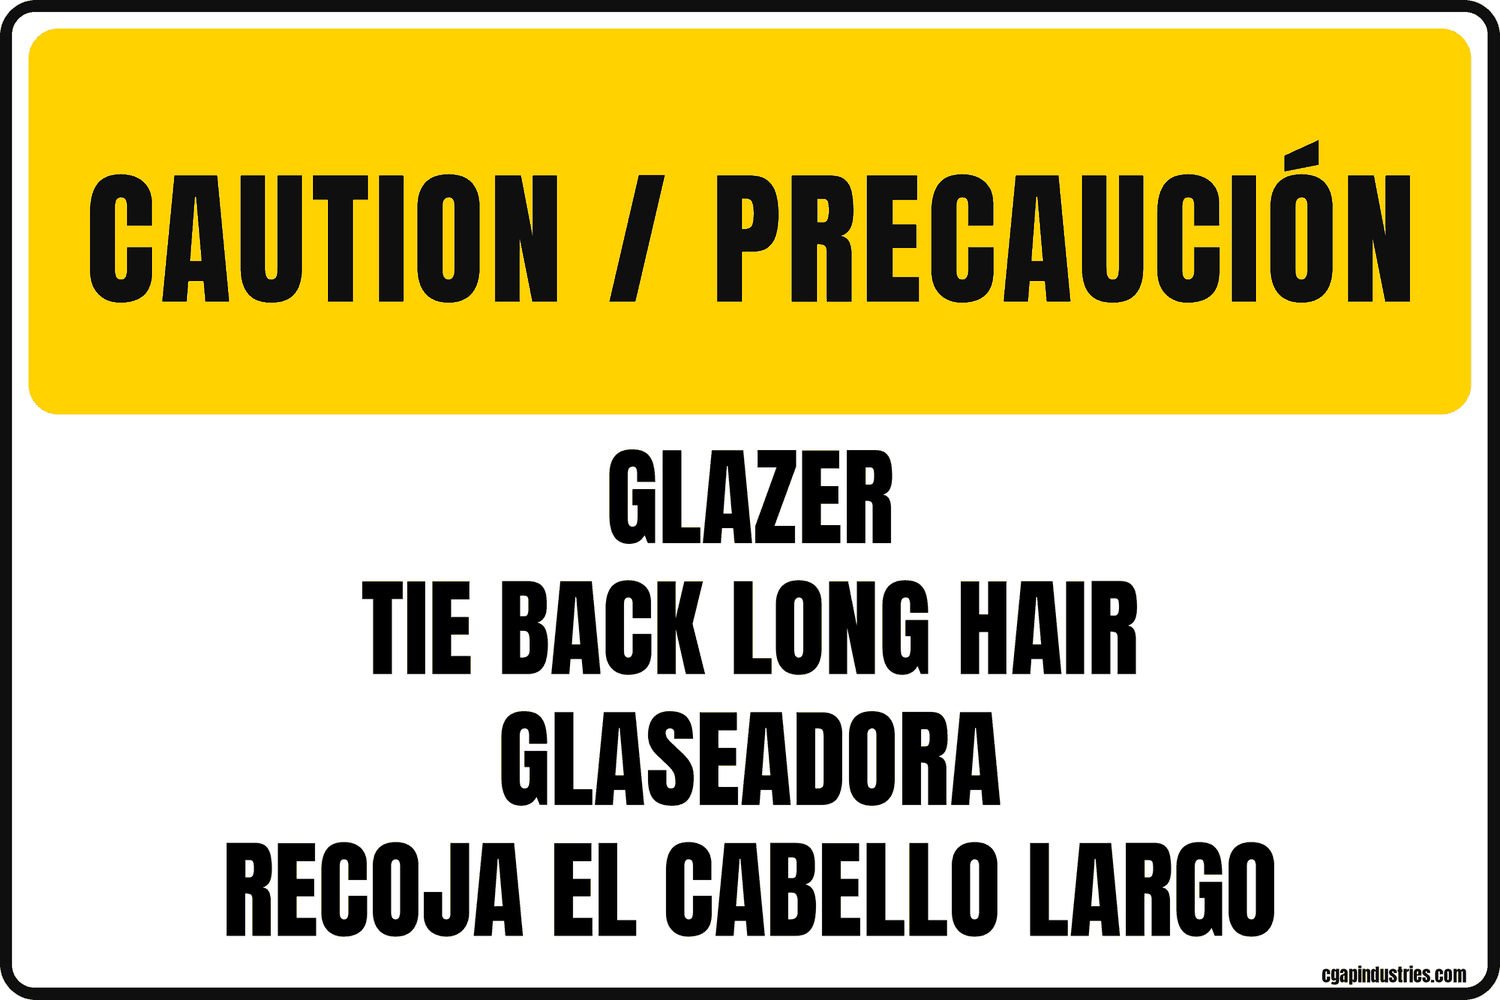 CAUTION / PRECAUCIÓN
GLAZER
TIE BACK LONG HAIR
GLASEADORA
RECOJA EL CABELLO LARGO
cgapindustries.com